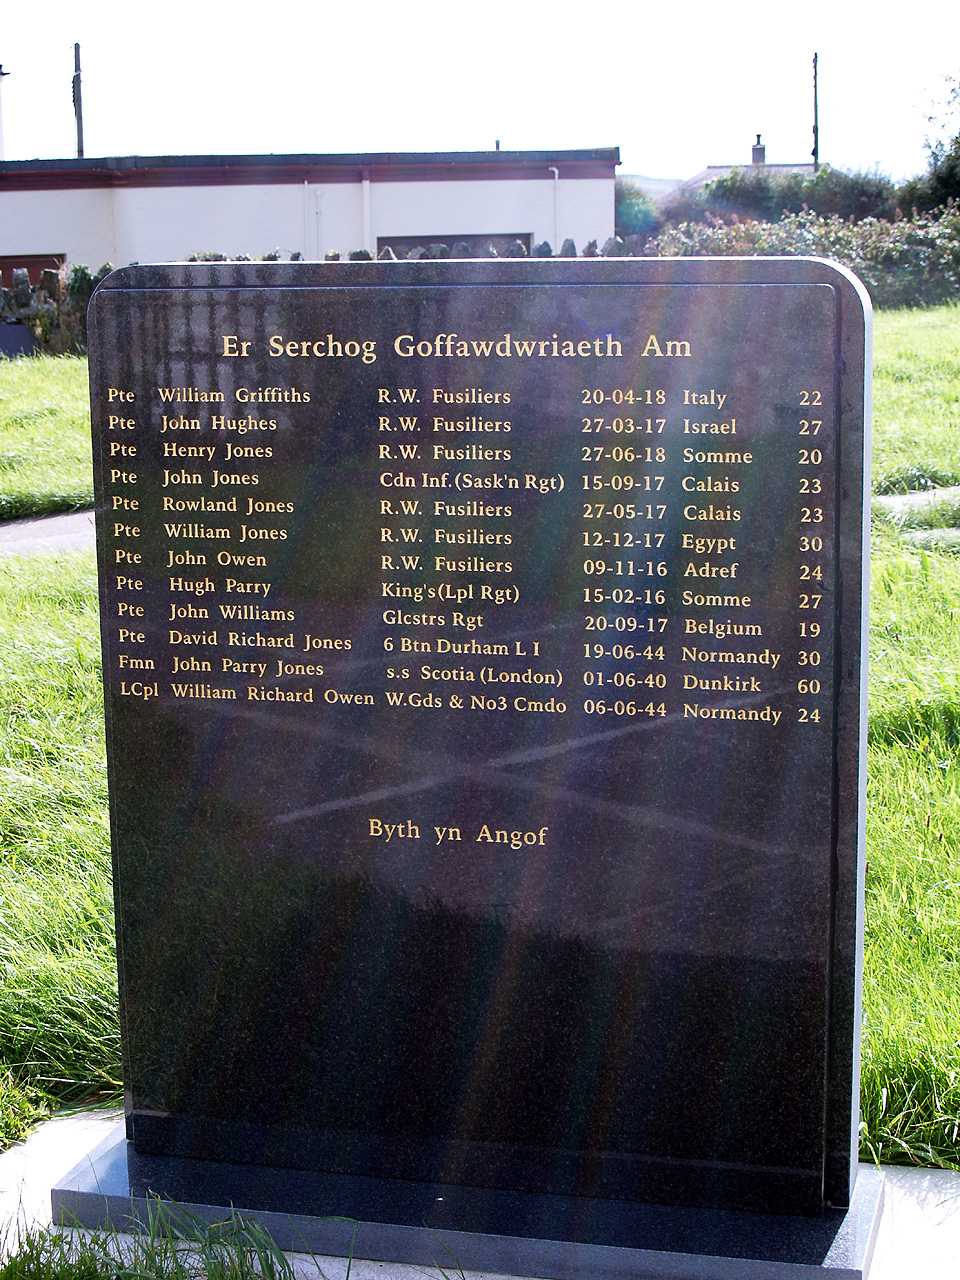 Er Serchog Goffawdwriaeth Am
Pte William Griffiths R.W. Fusiliers 20-04-18 Italy 22
Pte John Hughes R.W. Fusiliers 27-03-17 Israel 27
Pte Henry Jones R.W. Fusiliers 27-06-18 Somme 20
Pte John Jones Cdn Inf.(Sask'n Rgt) 15-09-17 Calais 23
Pte Rowland Jones R.W. Fusiliers 27-05-17 Calais 23
Pte William Jones R.W. Fusiliers 12-12-17 Egypt 30
Pte John Owen R.W. Fusiliers 09-11-16 Adref 24
Pte Hugh Parry King's(Lpl Rgt) 15-02-16 Somme 27
Pte John Williams Glcstrs Rgt 20-09-17 Belgium 19
Pte David Richard Jones 6 Btn Durham L I 19-06-44 Normandy 30
Fmn John Parry Jones s.s Scotia (London) 01-06-40 Dunkirk 60
LCpl William Richard Owen W.Gds & No3 Cmdo 06-06-44 Normandy 24
Byth yn Angof